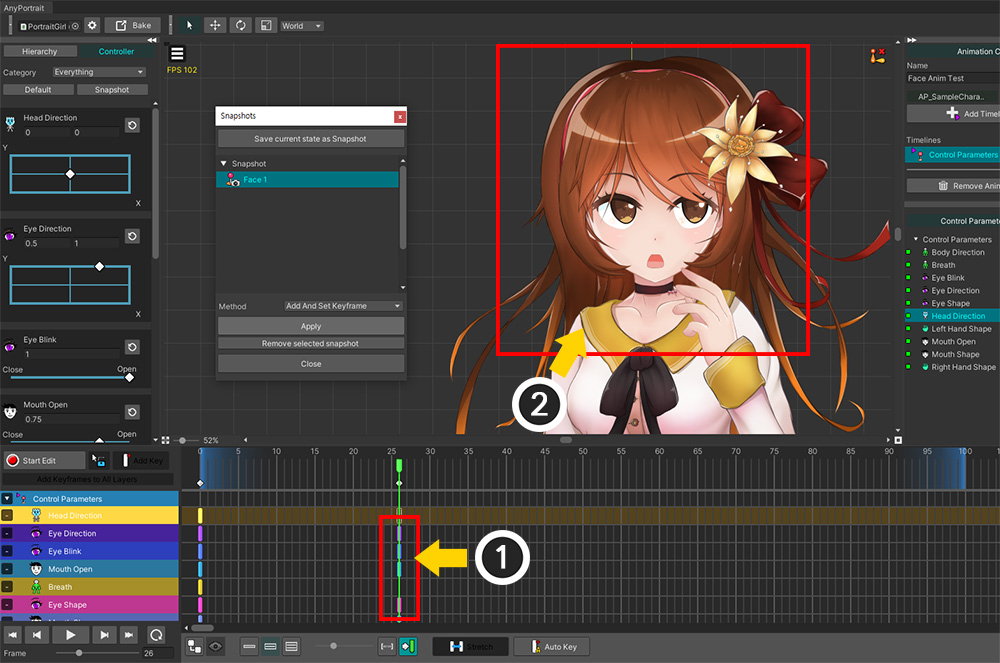 AnyPortrait
PortraitGirl
Bake
World
Hierarchy
Controller
Category
Everything
Default
Snapshot
Head Direction
0
0
Y
X
Eye Direction
0.5
1
Y
X
Eye Blink
1
Close
Open
Mouth Open
0.75
Close
Open
FPS 102
Snapshots
x
Save current state as Snapshot
Snapshot
Face 1
Method
Add And Set Keyframe
Apply
Remove selected snapshot
Close
52%
2
Animation C
Name
Face Anim Test
AP_SampleChara..
Add Timel
Timelines
Control Parameters
Remove Anim
Control Paramete
Control Parameters
Body Direction
Breath
Eye Blink
Eye Direction
Eye Shape
Head Direction
Left Hand Shape
Mouth Open
Mouth Shape
Right Hand Shape
Start Edit
Add Key
Add Keyframes to All Layers
0 5 10 15 20 25 30 35 40 45 50 55 60 65 70 75 80 85 90 95 100
Control Parameters
Head Direction
Eye Direction
Eye Blink
Mouth Open
Breath
Eye Shape
1
Frame
26
Stretch
Auto Key